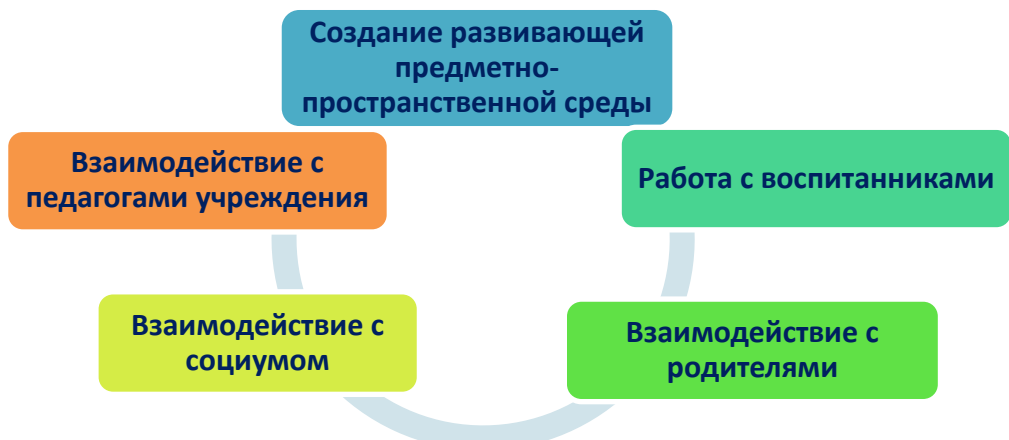 Создание развивающей
предметно-
пространственной среды
Взаимодействие с
педагогами учреждения
Работа с воспитанниками
Взаимодействие с
социумом
Взаимодействие с
родителями